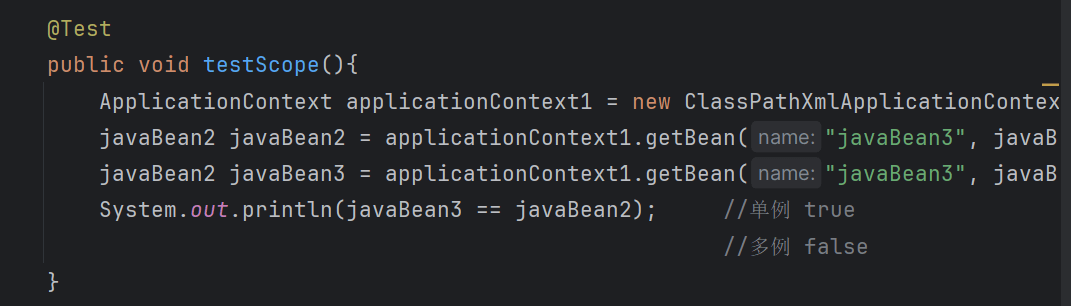 @Test
public void testScope(){
ApplicationContext applicationContext1 = new ClassPathXmlApplicationContex
javaBean2 javaBean2 = applicationContext1.getBean( name: "javaBean3", javaB
javaBean2 javaBean3 = applicationContext1.getBean( name: "javaBean3", javaB
System.out.println(javaBean3 == javaBean2); //单例 true
//多例 false
}